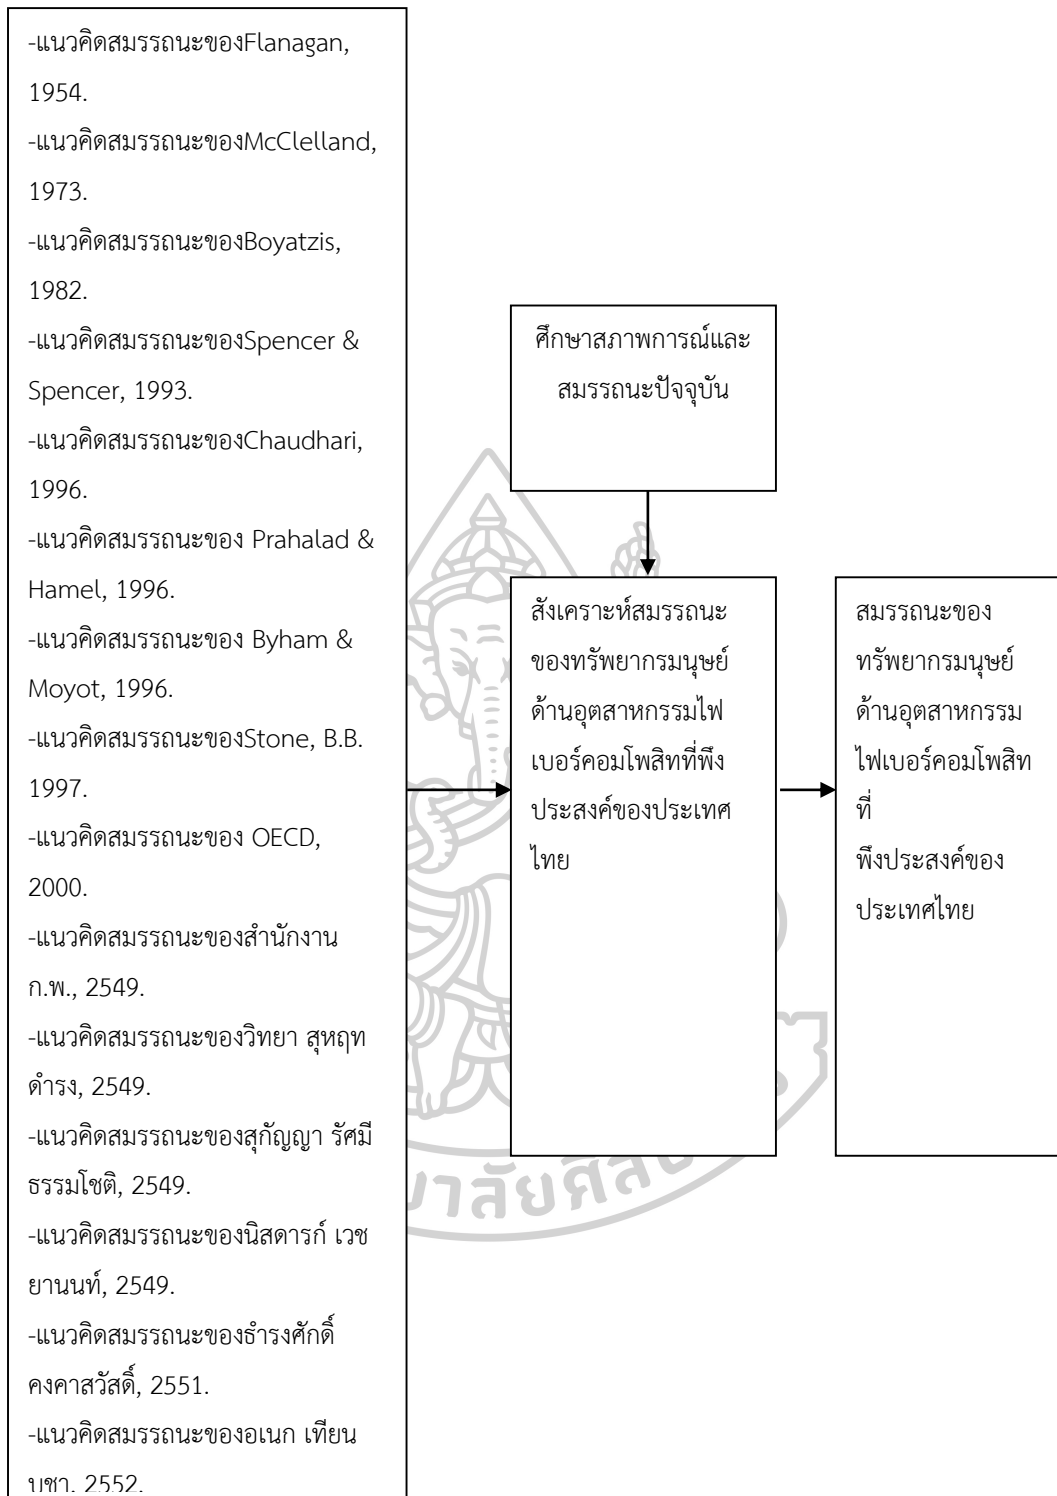 -แนวคิดสมรรถนะของFlanagan,
1954.
-แนวคิดสมรรถนะของMcClelland,
1973.
-แนวคิดสมรรถนะของBoyatzis,
1982.
-แนวคิดสมรรถนะของSpencer &
Spencer, 1993.
-แนวคิดสมรรถนะของChaudhari,
1996.
-แนวคิดสมรรถนะของ Prahalad &
Hamel, 1996.
-แนวคิดสมรรถนะของ Byham &
Moyot, 1996.
-แนวคิดสมรรถนะของStone, B.B.
1997.
-แนวคิดสมรรถนะของ OECD,
2000.
-แนวคิดสมรรถนะของสำนักงาน
ก.พ., 2549.
-แนวคิดสมรรถนะของวิทยา สุหฤท
ดำรง, 2549.
-แนวคิดสมรรถนะของสุกัญญา รัศมี
ธรรมโชติ, 2549.
-แนวคิดสมรรถนะของนิสดารก์ เวช
ยานนท์, 2549.
-แนวคิดสมรรถนะของธำรงศักดิ์
คงคาสวัสดิ์, 2551.
-แนวคิดสมรรถนะของอเนก เทียน
บูชา, 2552.
ศึกษาสภาพการณ์และ
สมรรถนะปัจจุบัน
สังเคราะห์สมรรถนะ
ของทรัพยากรมนุษย์
ด้านอุตสาหกรรมไฟ
เบอร์คอมโพสิทที่พึง
ประสงค์ของประเทศ
ไทย
สมรรถนะของ
ทรัพยากรมนุษย์
ด้านอุตสาหกรรม
ไฟเบอร์คอมโพสิท
ที่
พึงประสงค์ของ
ประเทศไทย
าลัยศิล